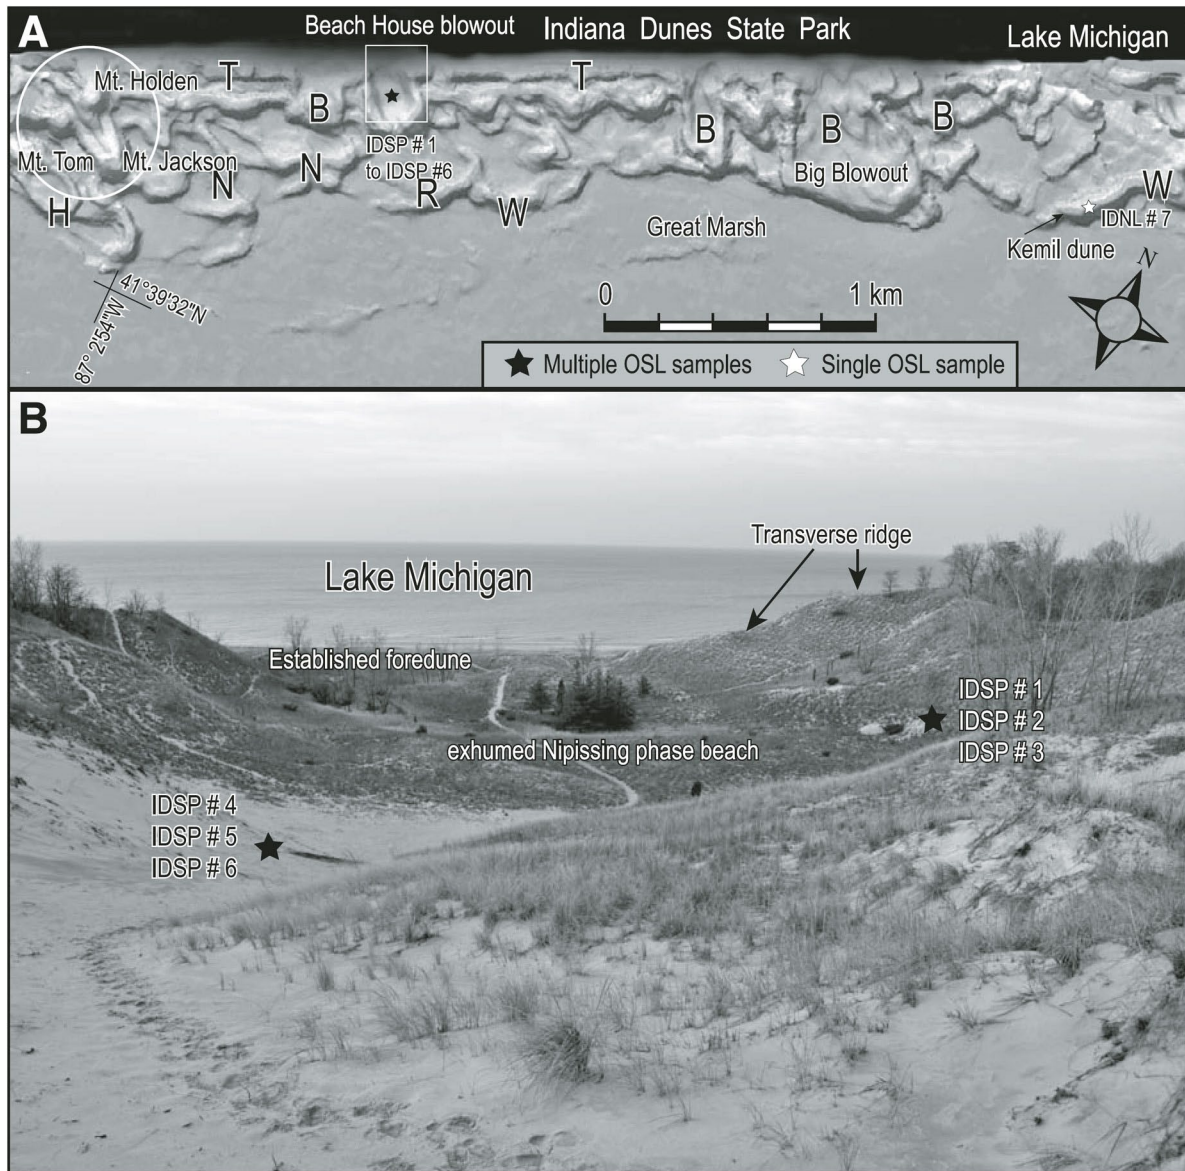 A
Beach House blowout
Indiana Dunes State Park
Lake Michigan
Mt. Holden
T
T
B
IDSP # 1
to IDSP #6
B
B
B
Mt. Tom
Mt. Jackson
N
N
R
W
Big Blowout
W
IDNL # 7
H
Great Marsh
Kemil dune
N
41°39'32"N
87° 2'54"W
0
1 km
Multiple OSL samples
Single OSL sample
B
Transverse ridge
Lake Michigan
Established foredune
IDSP # 1
IDSP # 2
IDSP # 3
exhumed Nipissing phase beach
IDSP # 4
IDSP # 5
IDSP # 6